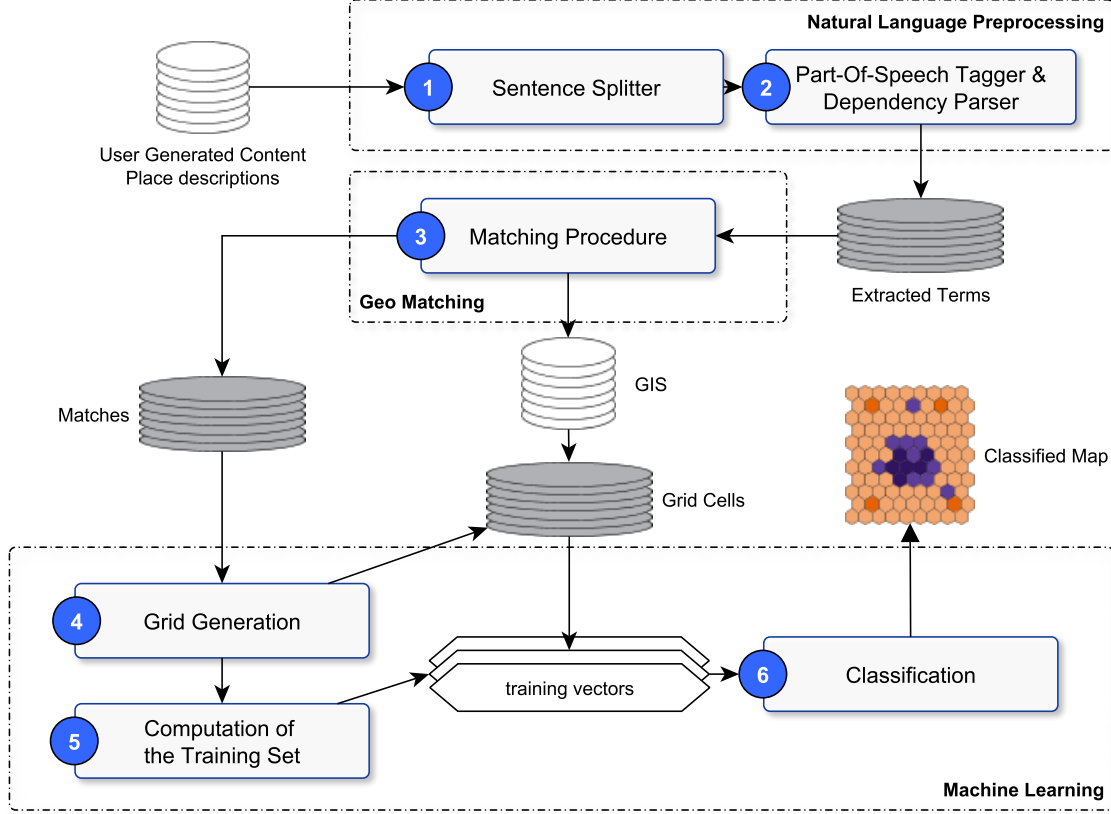 Natural Language Preprocessing
1
Sentence Splitter
2
Part-Of-Speech Tagger &
Dependency Parser
User Generated Content
Place descriptions
3
Matching Procedure
Geo Matching
Extracted Terms
Matches
GIS
Grid Cells
Classified Map
4
Grid Generation
5
Computation of
the Training Set
training vectors
6
Classification
Machine Learning